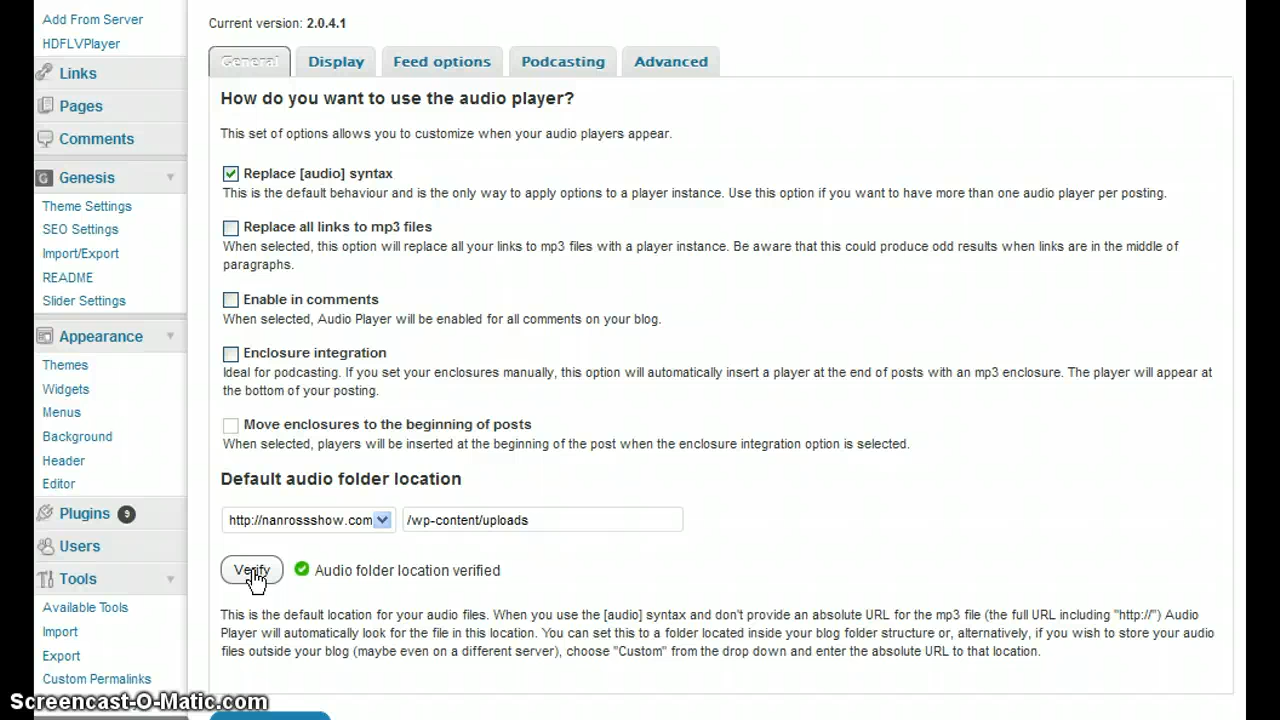 Add From Server
HDFLVPlayer
Links
Pages
Comments
Genesis
Theme Settings
SEO Settings
Import/Export
README
Slider Settings
Appearance
Themes
Widgets
Menus
Background
Header
Editor
Plugins 9
Users
Tools
Available Tools
Import
Export
Custom Permalinks
Current version: 2.0.4.1
General Display Feed options Podcasting Advanced
How do you want to use the audio player?
This set of options allows you to customize when your audio players appear.
Replace [audio] syntax
This is the default behaviour and is the only way to apply options to a player instance. Use this option if you want to have more than one audio player per posting.
Replace all links to mp3 files
When selected, this option will replace all your links to mp3 files with a player instance. Be aware that this could produce odd results when links are in the middle of
paragraphs.
Enable in comments
When selected, Audio Player will be enabled for all comments on your blog.
Enclosure integration
Ideal for podcasting. If you set your enclosures manually, this option will automatically insert a player at the end of posts with an mp3 enclosure. The player will appear at
the bottom of your posting.
Move enclosures to the beginning of posts
When selected, players will be inserted at the beginning of the post when the enclosure integration option is selected.
Default audio folder location
http://nanrossshow.com /wp-content/uploads
Verify Audio folder location verified
This is the default location for your audio files. When you use the [audio] syntax and don't provide an absolute URL for the mp3 file (the full URL including "http://") Audio
Player will automatically look for the file in this location. You can set this to a folder located inside your blog folder structure or, alternatively, if you wish to store your audio
files outside your blog (maybe even on a different server), choose "Custom" from the drop down and enter the absolute URL to that location.
Screencast-O-Matic.com